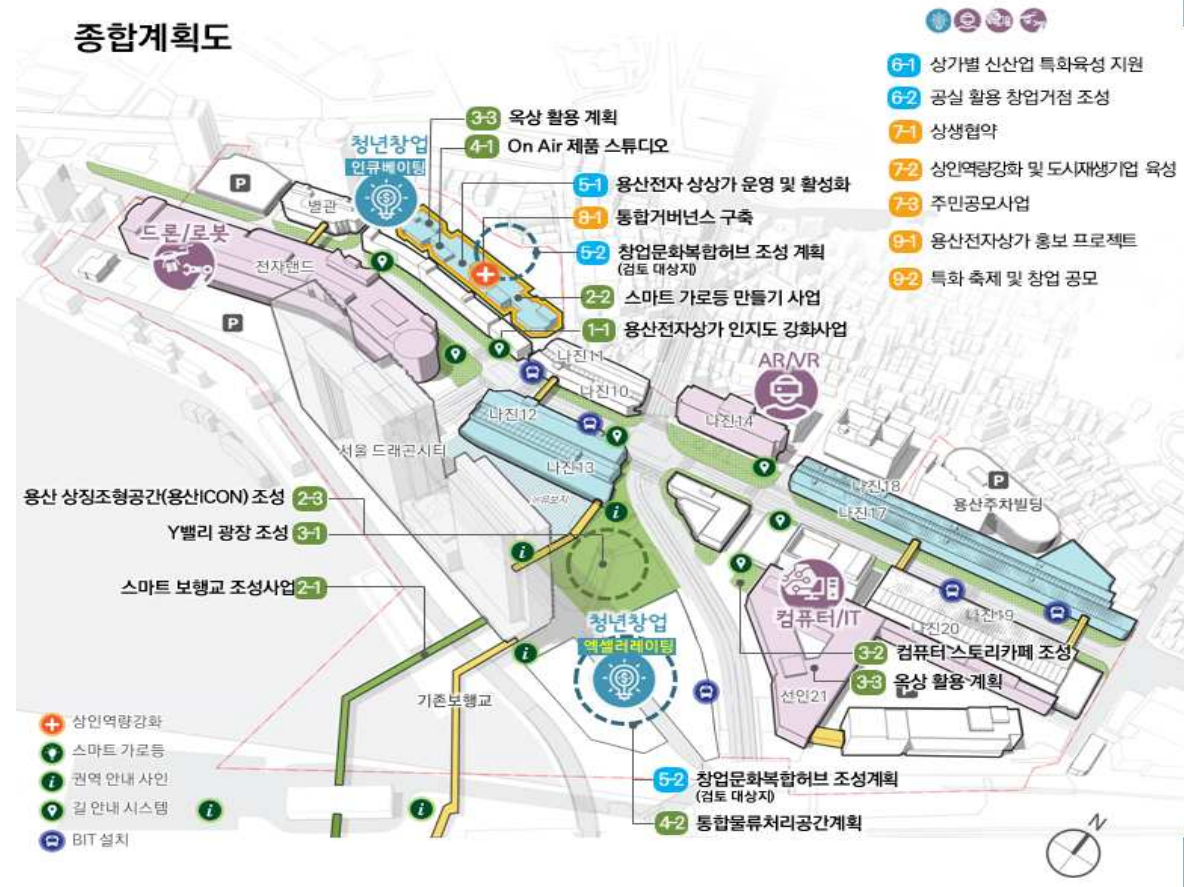 종합계획도
6-1 상가별 신산업 특화육성 지원
6-2 공실 활용 창업거점 조성
7-1 상생협약
7-2 상인역량강화 및 도시재생기업 육성
7-3 주민공모사업
9-1 용산전자상가 홍보 프로젝트
9-2 특화 축제 및 창업 공모
3-3 옥상 활용 계획
4-1 On Air 제품 스튜디오
청년창업
인큐베이팅
5-1 용산전자 상상가 운영 및 활성화
8-1 통합거버넌스 구축
5-2 창업문화복합허브 조성 계획
(검토 대상지)
2-2 스마트 가로등 만들기 사업
1-1 용산전자상가 인지도 강화사업
P
별관
드론/로봇
전자랜드
P
나진11
나진10
AR/VR
나진12
나진14
서울 드래곤시티
나진13
나진18
나진17
P
용산주차빌딩
용산 상징조형공간(용산ICON) 조성 2-3
Y밸리 광장 조성 3-1
스마트 보행교 조성사업 2-1
청년창업
엑셀러레이팅
컴퓨터/IT
나진19
나진20
3-2 컴퓨터 스토리카페 조성
3-3 옥상 활용 계획
선인21
기존보행교
5-2 창업문화복합허브 조성계획
(검토 대상지)
4-2 통합물류처리공간계획
상인역량강화
스마트 가로등
권역 안내 사인
길 안내 시스템
BIT 설치
N